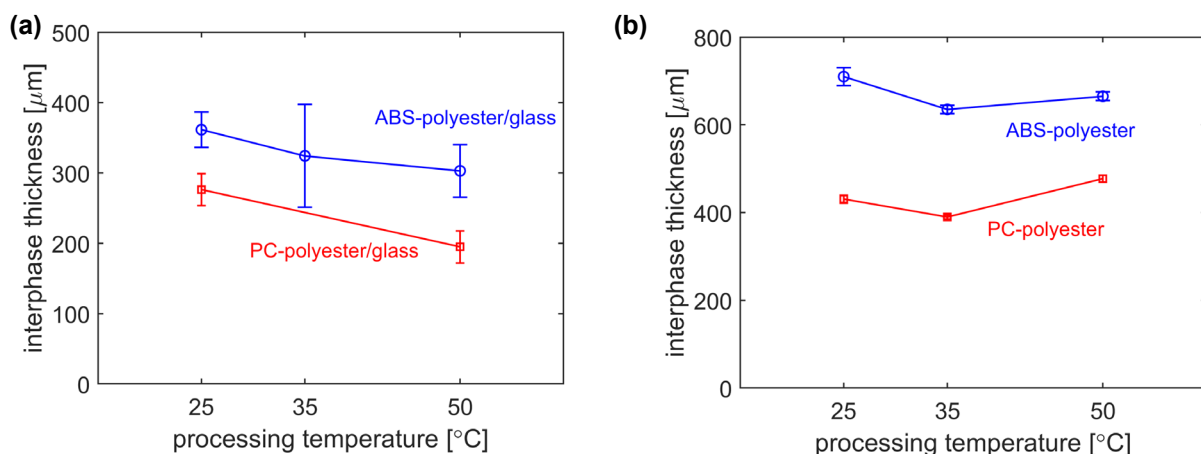 (a)
500
400
300
200
100
0
interphase thickness [μm]
ABS-polyester/glass
PC-polyester/glass
25 35 50
processing temperature [°C]
(b)
800
600
400
200
0
interphase thickness [μm]
ABS-polyester
PC-polyester
25 35 50
processing temperature [°C]